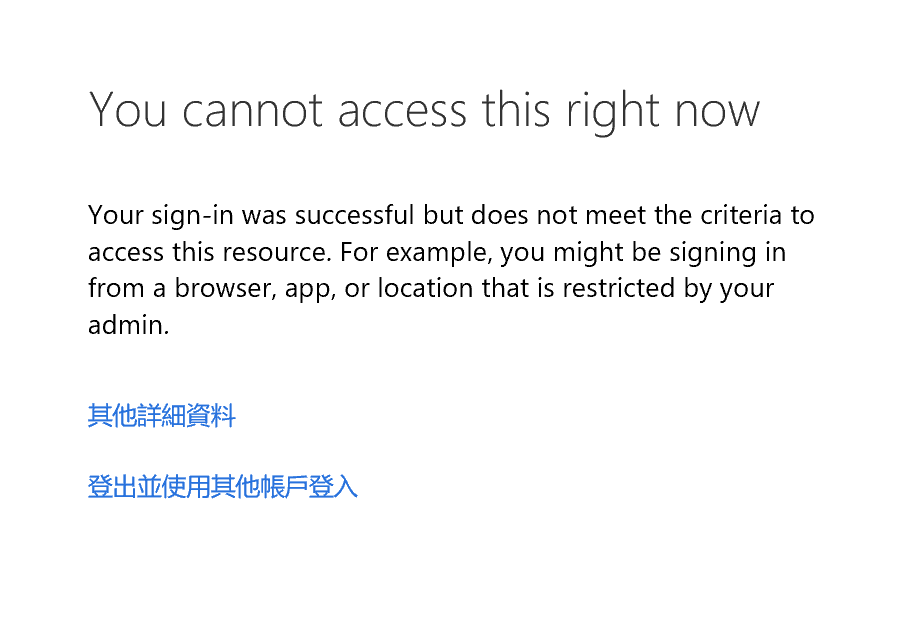 You cannot access this right now
Your sign-in was successful but does not meet the criteria to
access this resource. For example, you might be signing in
from a browser, app, or location that is restricted by your
admin.
其他詳細資料
登出並使用其他帳戶登入